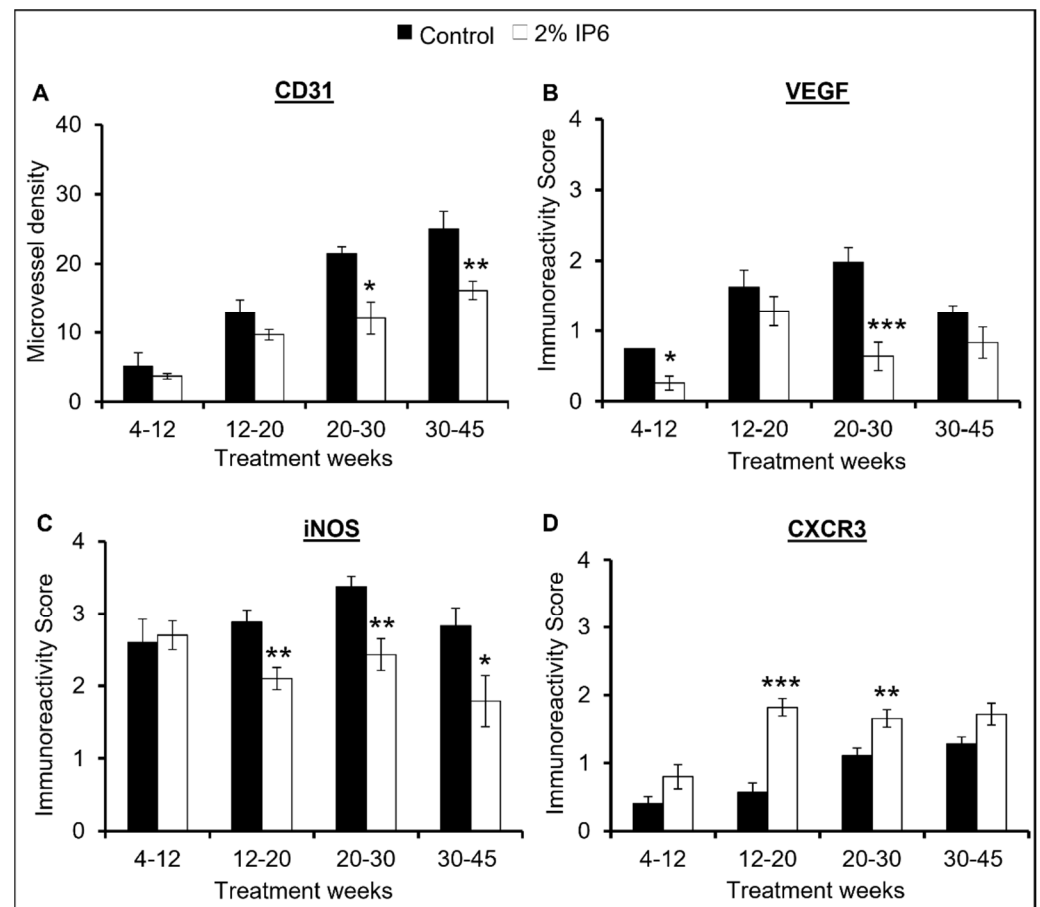 Control 2% IP6
A CD31
Microvessel density
40
30
20
10
0
*
**
4-12 12-20 20-30 30-45
Treatment weeks
B VEGF
Immunoreactivity Score
4
3
2
1
0
*
***
4-12 12-20 20-30 30-45
Treatment weeks
C iNOS
Immunoreactivity Score
4
3
2
1
0
**
**
*
4-12 12-20 20-30 30-45
Treatment weeks
D CXCR3
Immunoreactivity Score
4
3
2
1
0
***
**
4-12 12-20 20-30 30-45
Treatment weeks